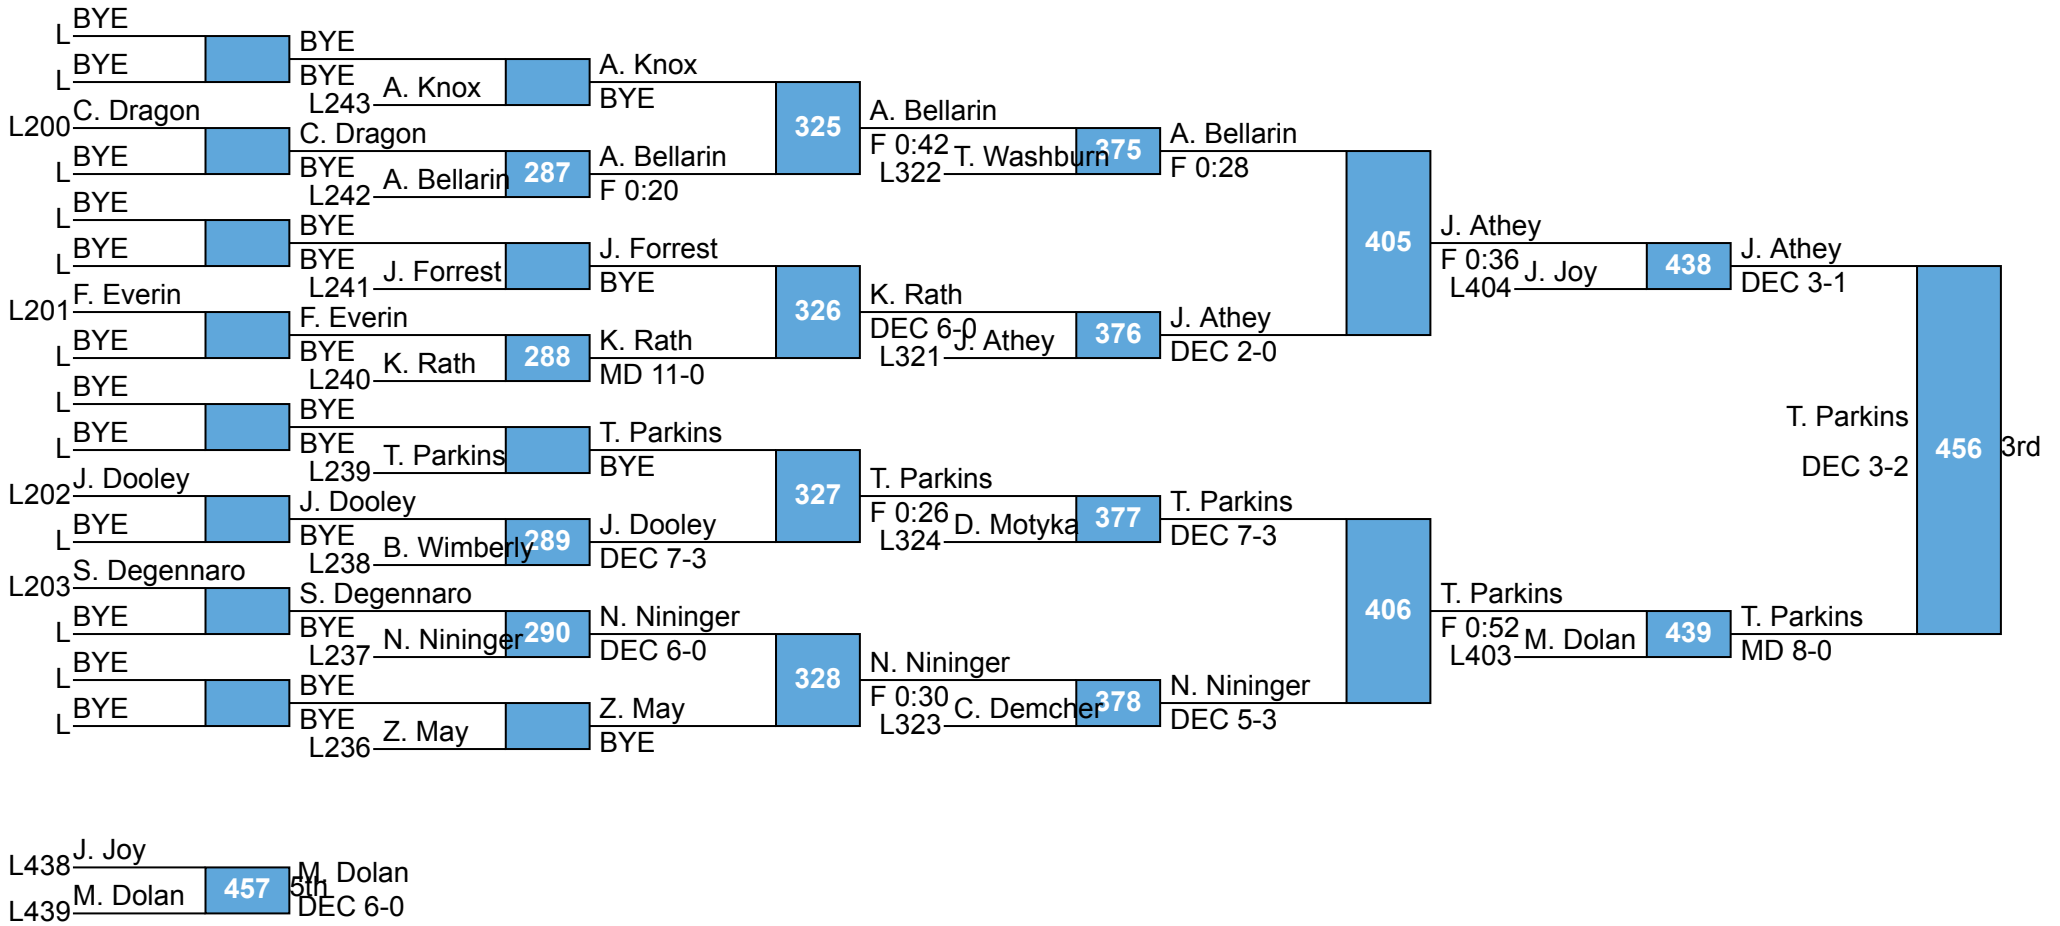 BYE
L
BYE
L
BYE
BYE
L243 A. Knox
A. Knox
BYE
L200 C. Dragon
BYE
L
C. Dragon
BYE
L242 A. Bellarin
287
A. Bellarin
F 0:20
325
A. Bellarin
F 0:42
L322 T. Washburn
375
A. Bellarin
F 0:28
BYE
L
BYE
L
BYE
BYE
L241 J. Forrest
J. Forrest
BYE
L201 F. Everin
BYE
L
F. Everin
BYE
L240 K. Rath
288
K. Rath
MD 11-0
326
K. Rath
DEC 6-0
L321 J. Athey
376
J. Athey
DEC 2-0
405
J. Athey
F 0:36
L404 J. Joy
438
J. Athey
DEC 3-1
BYE
L
BYE
L
BYE
BYE
L239 T. Parkins
T. Parkins
BYE
L202 J. Dooley
BYE
L
J. Dooley
BYE
L238 B. Wimberly
289
J. Dooley
DEC 7-3
327
T. Parkins
F 0:26
L324 D. Motyka
377
T. Parkins
DEC 7-3
L203 S. Degennaro
BYE
L
S. Degennaro
BYE
L237 N. Nininger
290
N. Nininger
DEC 6-0
BYE
L
BYE
L
BYE
BYE
L236 Z. May
Z. May
BYE
328
N. Nininger
F 0:30
L323 C. Demcher
378
N. Nininger
DEC 5-3
406
T. Parkins
F 0:52
L403 M. Dolan
439
T. Parkins
MD 8-0
T. Parkins
DEC 3-2
456
3rd
L438 J. Joy
L439 M. Dolan
457
5th
M. Dolan
DEC 6-0